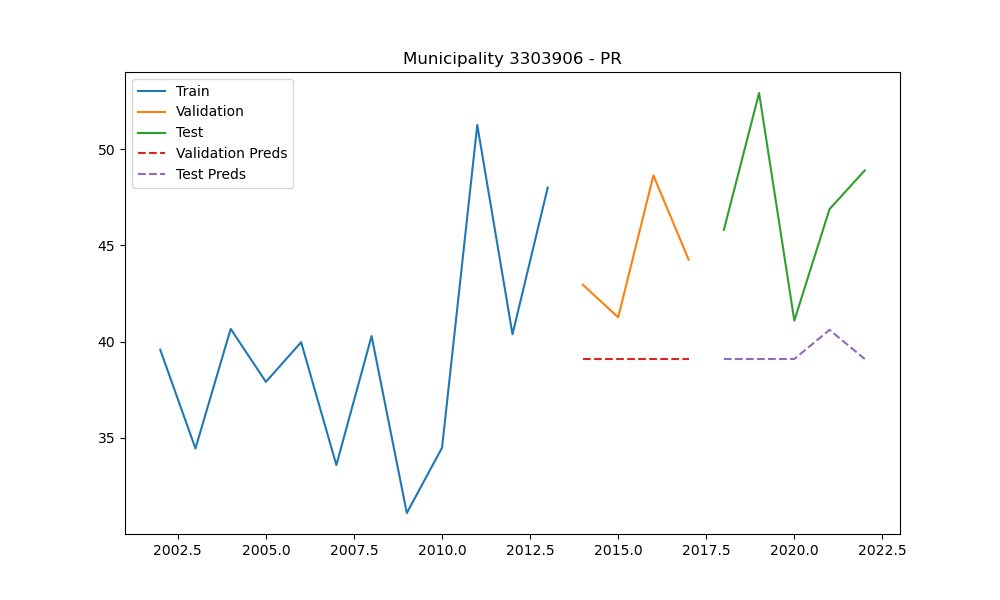 Municipality 3303906 - PR
Train
Validation
Test
Validation Preds
Test Preds
50
45
40
35
2002.5 2005.0 2007.5 2010.0 2012.5 2015.0 2017.5 2020.0 2022.5